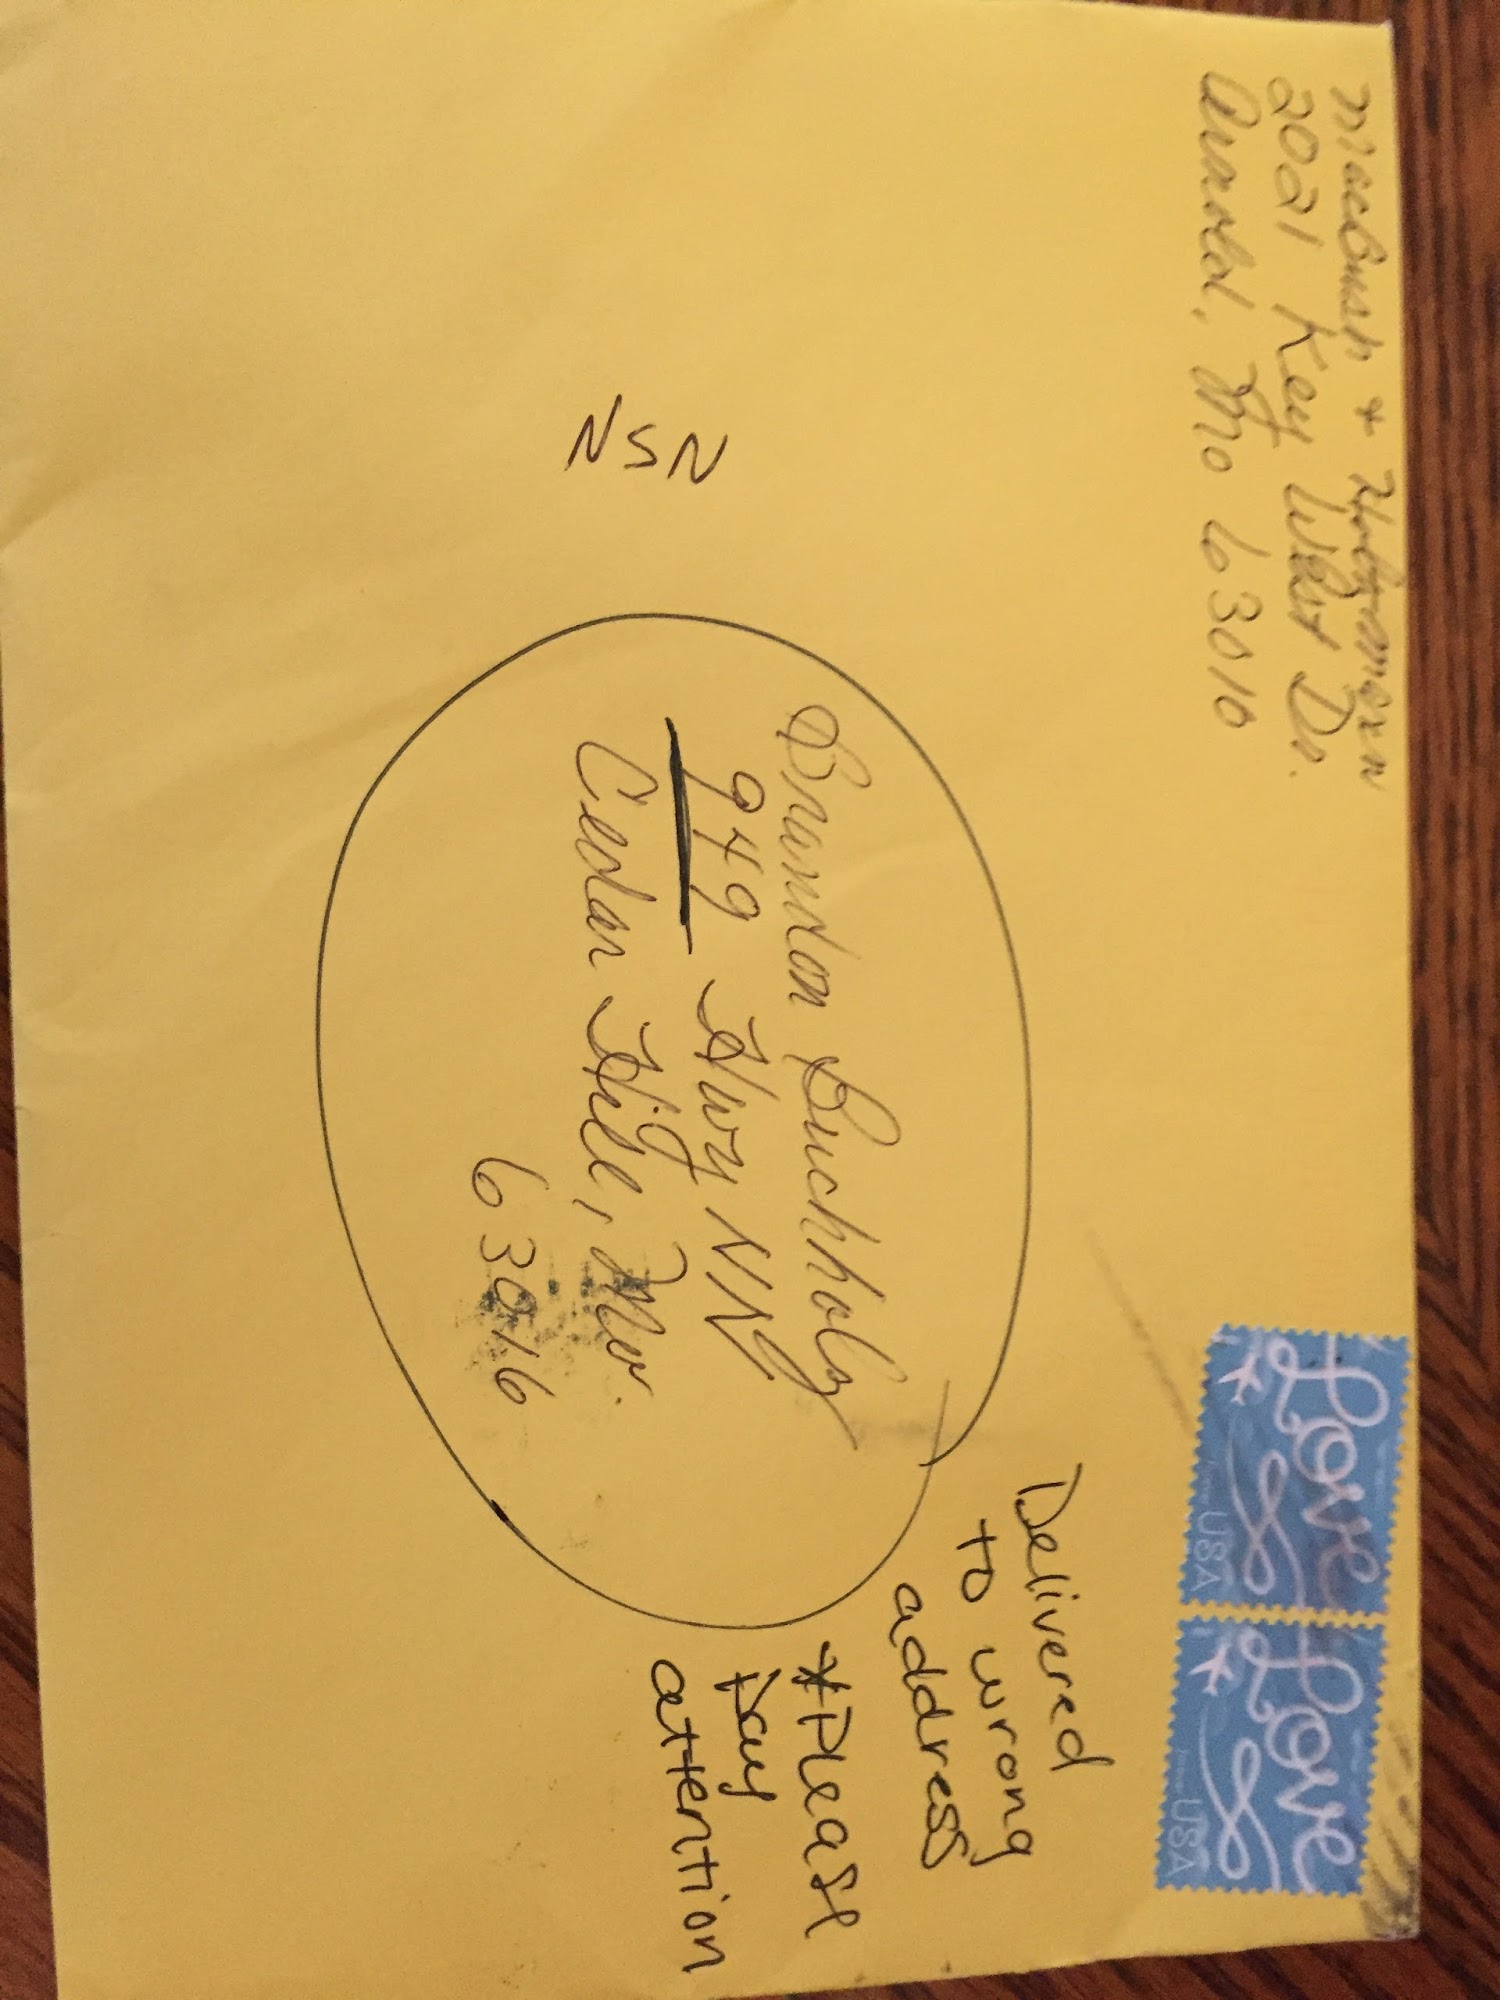 2021 Key West Dr.
Arnold, Mo 63010
Love
USA
Love
USA
Delivered
to wrong
address
*Please
pay
attention
NSN
Brandon Buchholz
949 Hwy NN
Cedar Hill, Mo.
63016